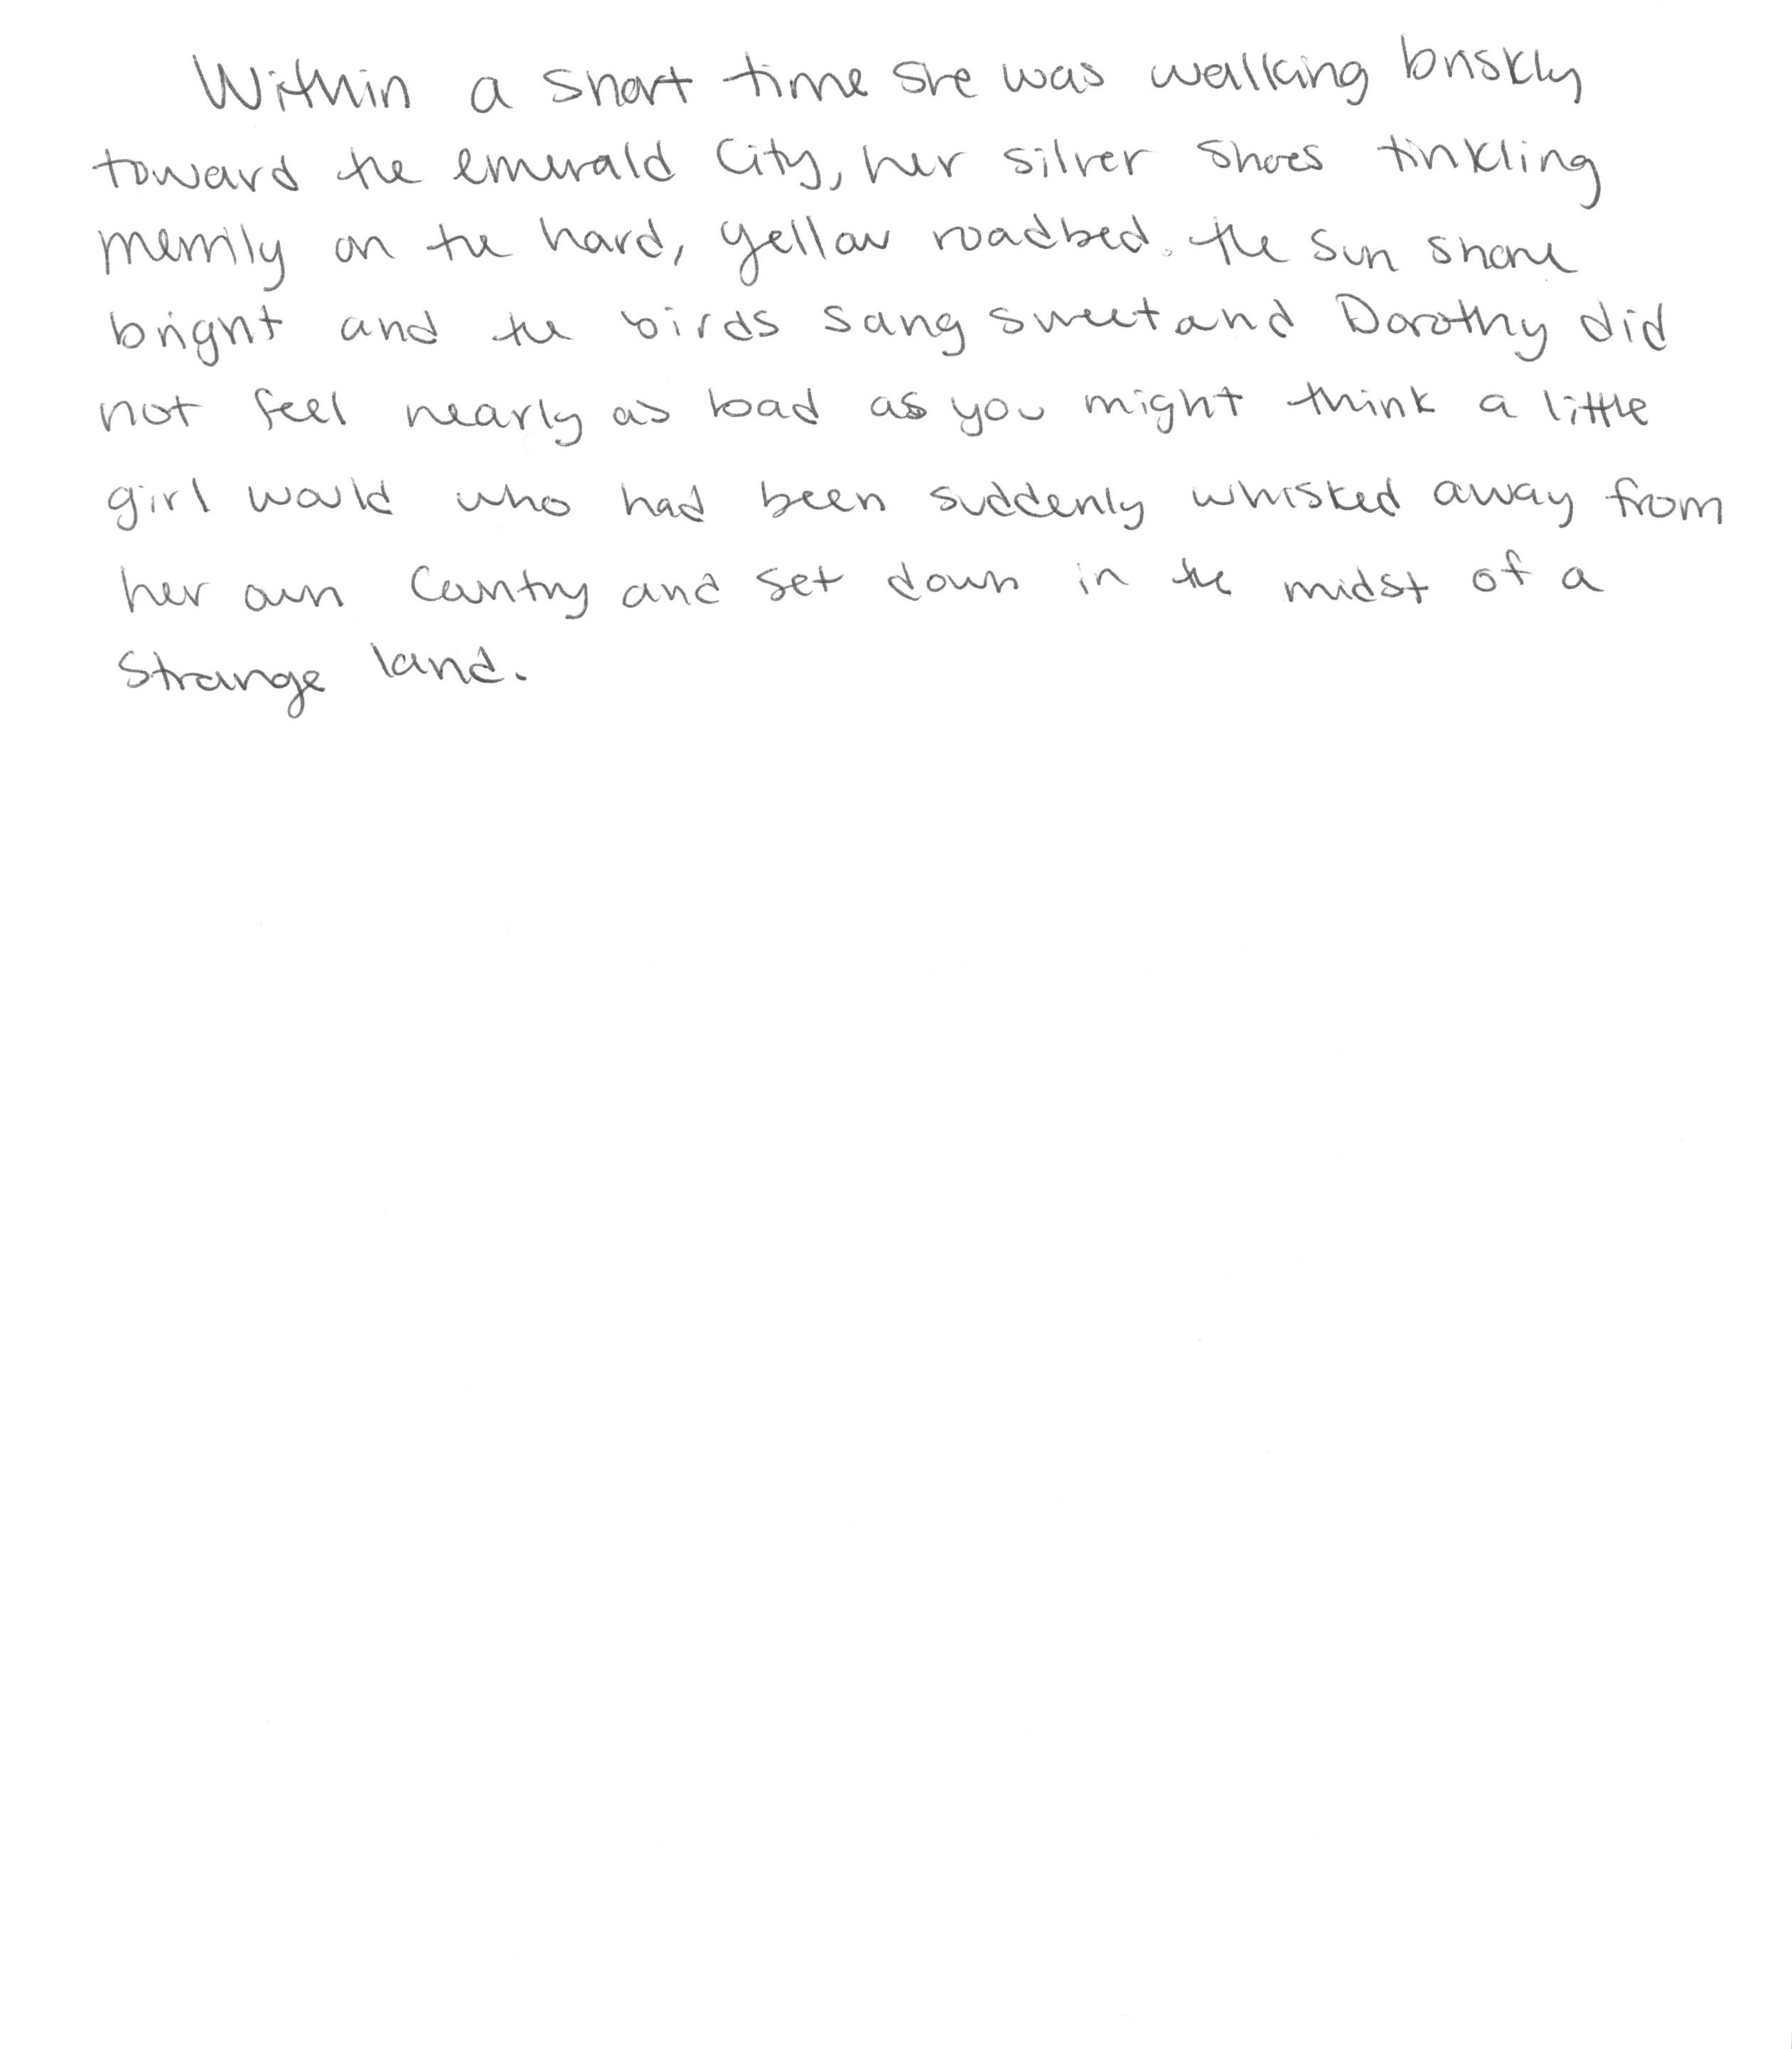 Within a short time she was walking briskly
toward the emerald City, her silver shoes tinkling
merrily on the hard, yellow roadbed. the sun shone
bright and the birds sang sweet and Dorothy did
not feel nearly as bad as you might think a little
girl would who had been suddenly whisked away from
her own Country and set down in the midst of a
strange land.